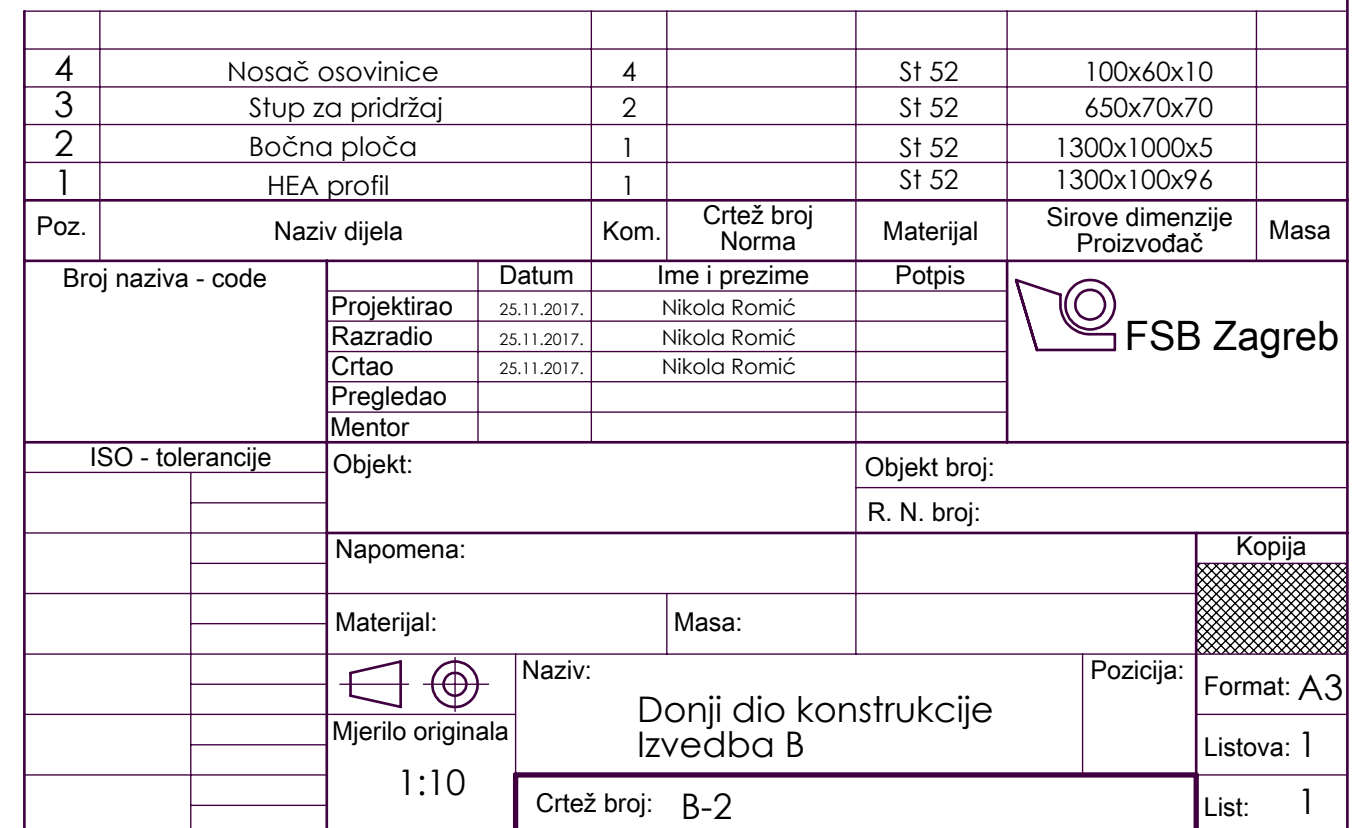 4 Nosač osovinice 4 St 52 100x60x10
3 Stup za pridržaj 2 St 52 650x70x70
2 Bočna ploča 1 St 52 1300x1000x5
1 HEA profil 1 St 52 1300x100x96
Poz. Naziv dijela Kom. Crtež broj Norma Materijal Sirove dimenzije Proizvođač Masa
Broj naziva - code Datum Ime i prezime Potpis
Projektirao 25.11.2017. Nikola Romić
Razradio 25.11.2017. Nikola Romić
Crtao 25.11.2017. Nikola Romić
Pregledao
Mentor
FSB Zagreb
ISO - tolerancije Objekt: Objekt broj:
R. N. broj:
Napomena: Kopija
Materijal: Masa:
Naziv: Pozicija: Format: A3
Donji dio konstrukcije
Izvedba B
Mjerilo originala Listova: 1
1:10
Crtež broj: B-2 List: 1